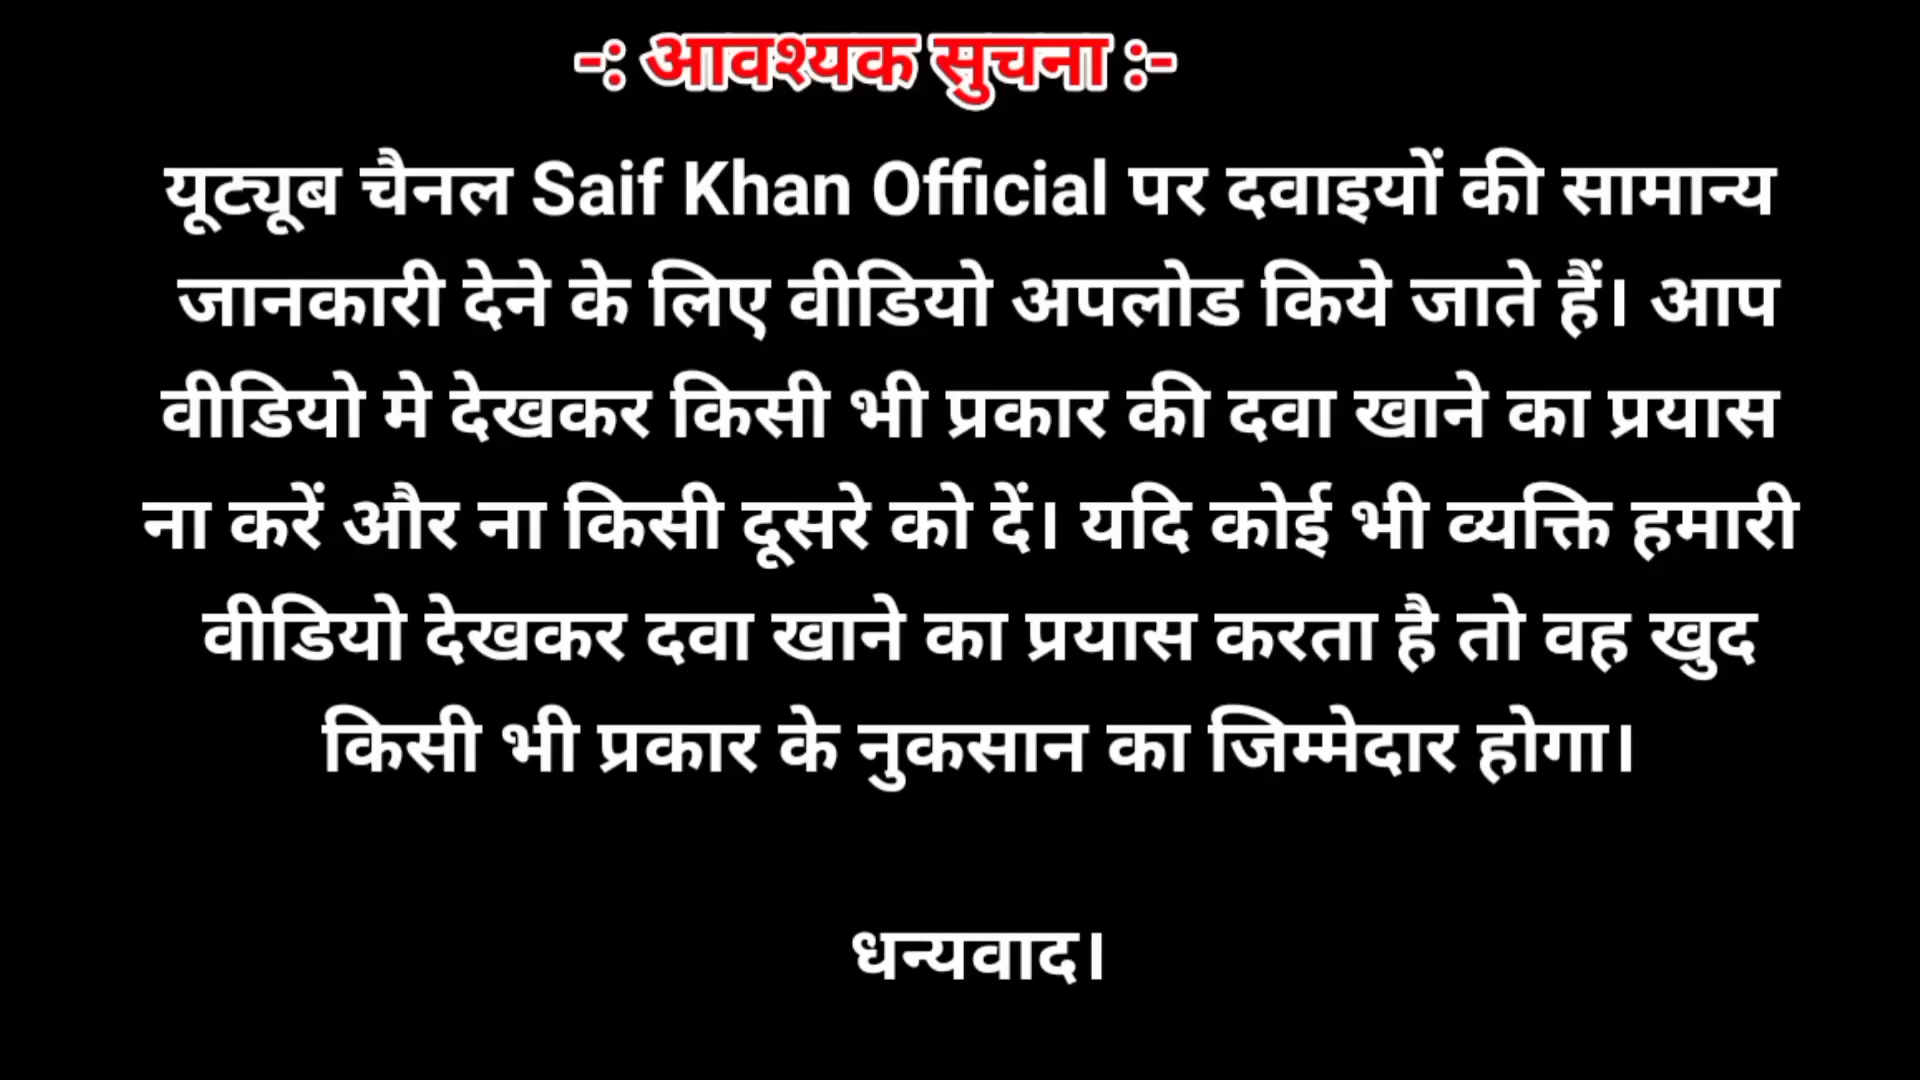 -: आवश्यक सुचना :-
यूट्यूब चैनल Saif Khan Official पर दवाइयों की सामान्य
जानकारी देने के लिए वीडियो अपलोड किये जाते हैं। आप
वीडियो मे देखकर किसी भी प्रकार की दवा खाने का प्रयास
ना करें और ना किसी दूसरे को दें। यदि कोई भी व्यक्ति हमारी
वीडियो देखकर दवा खाने का प्रयास करता है तो वह खुद
किसी भी प्रकार के नुकसान का जिम्मेदार होगा।
धन्यवाद।